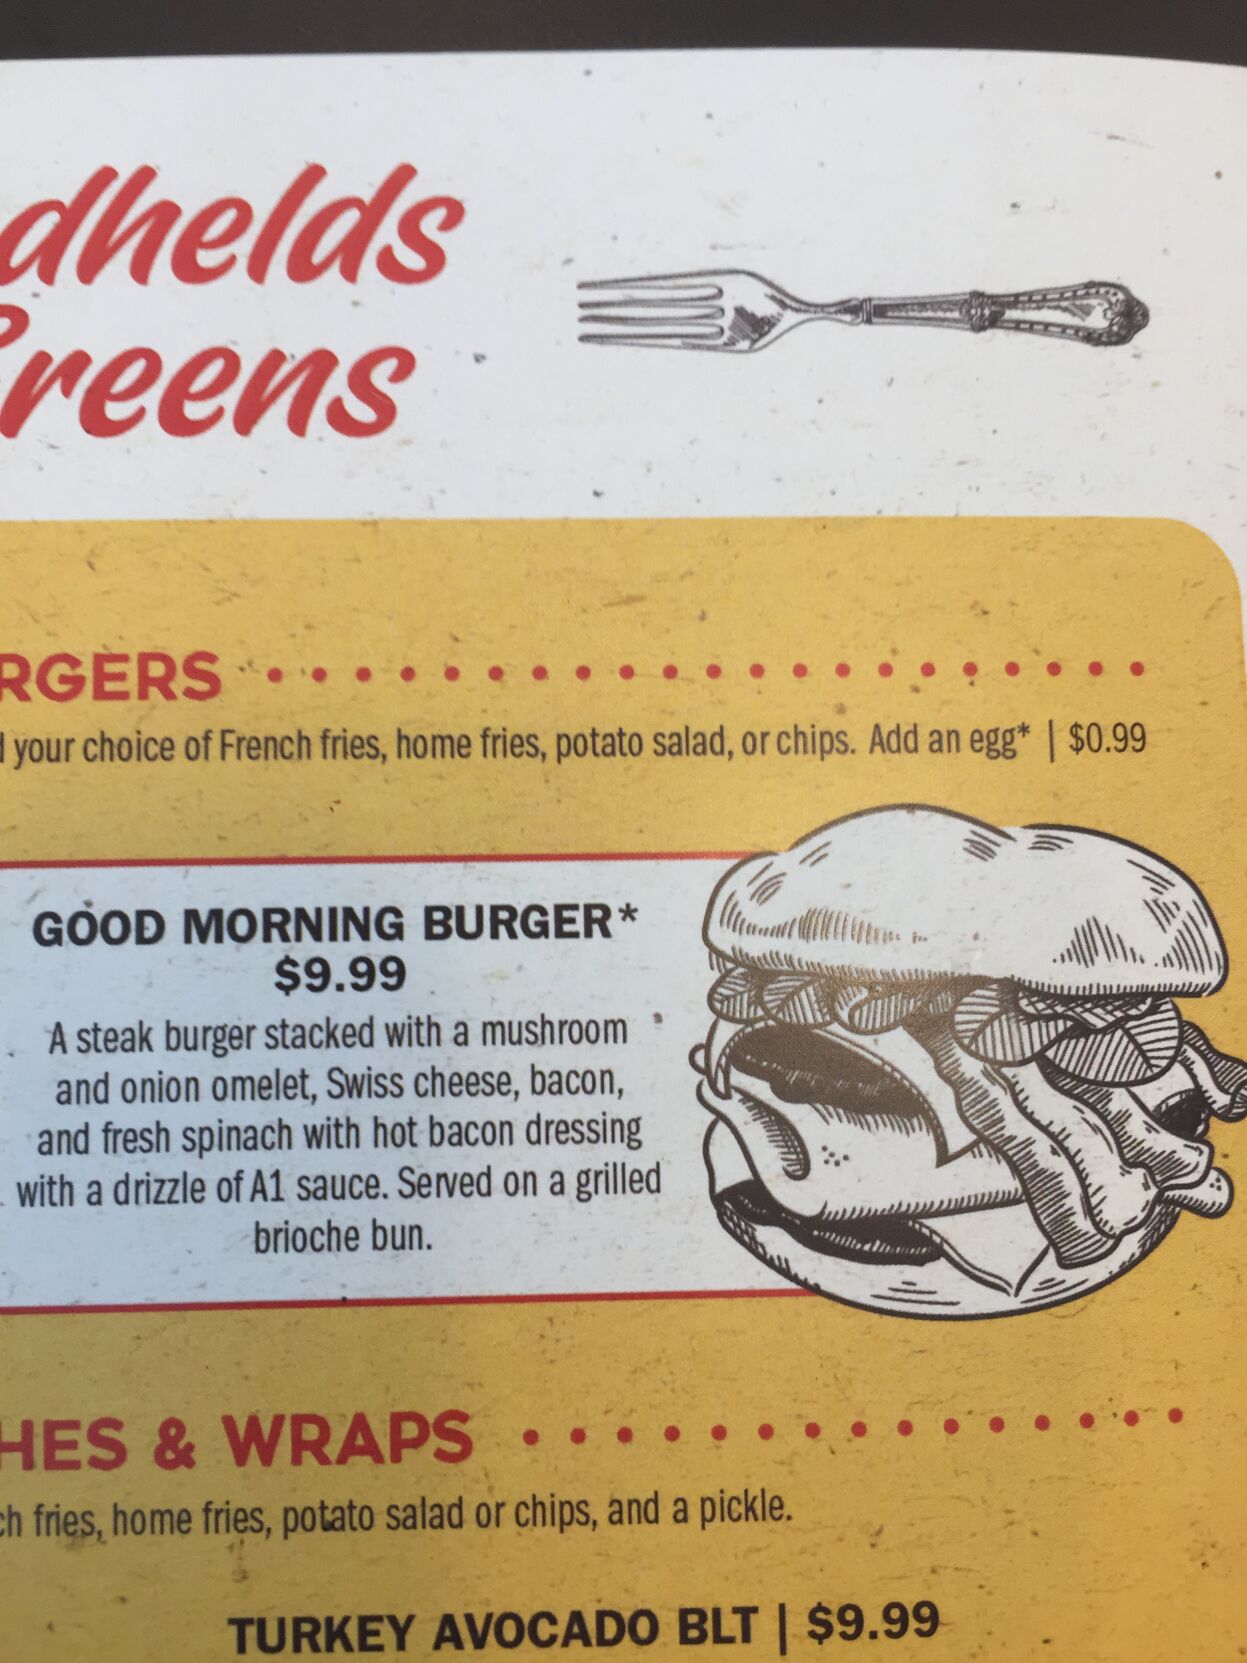 dhelds
reens
RGERS
your choice of French fries, home fries, potato salad, or chips. Add an egg* | $0.99
GOOD MORNING BURGER*
$9.99
A steak burger stacked with a mushroom
and onion omelet, Swiss cheese, bacon,
and fresh spinach with hot bacon dressing
with a drizzle of A1 sauce. Served on a grilled
brioche bun.
HES & WRAPS
ch fries, home fries, potato salad or chips, and a pickle.
TURKEY AVOCADO BLT | $9.99